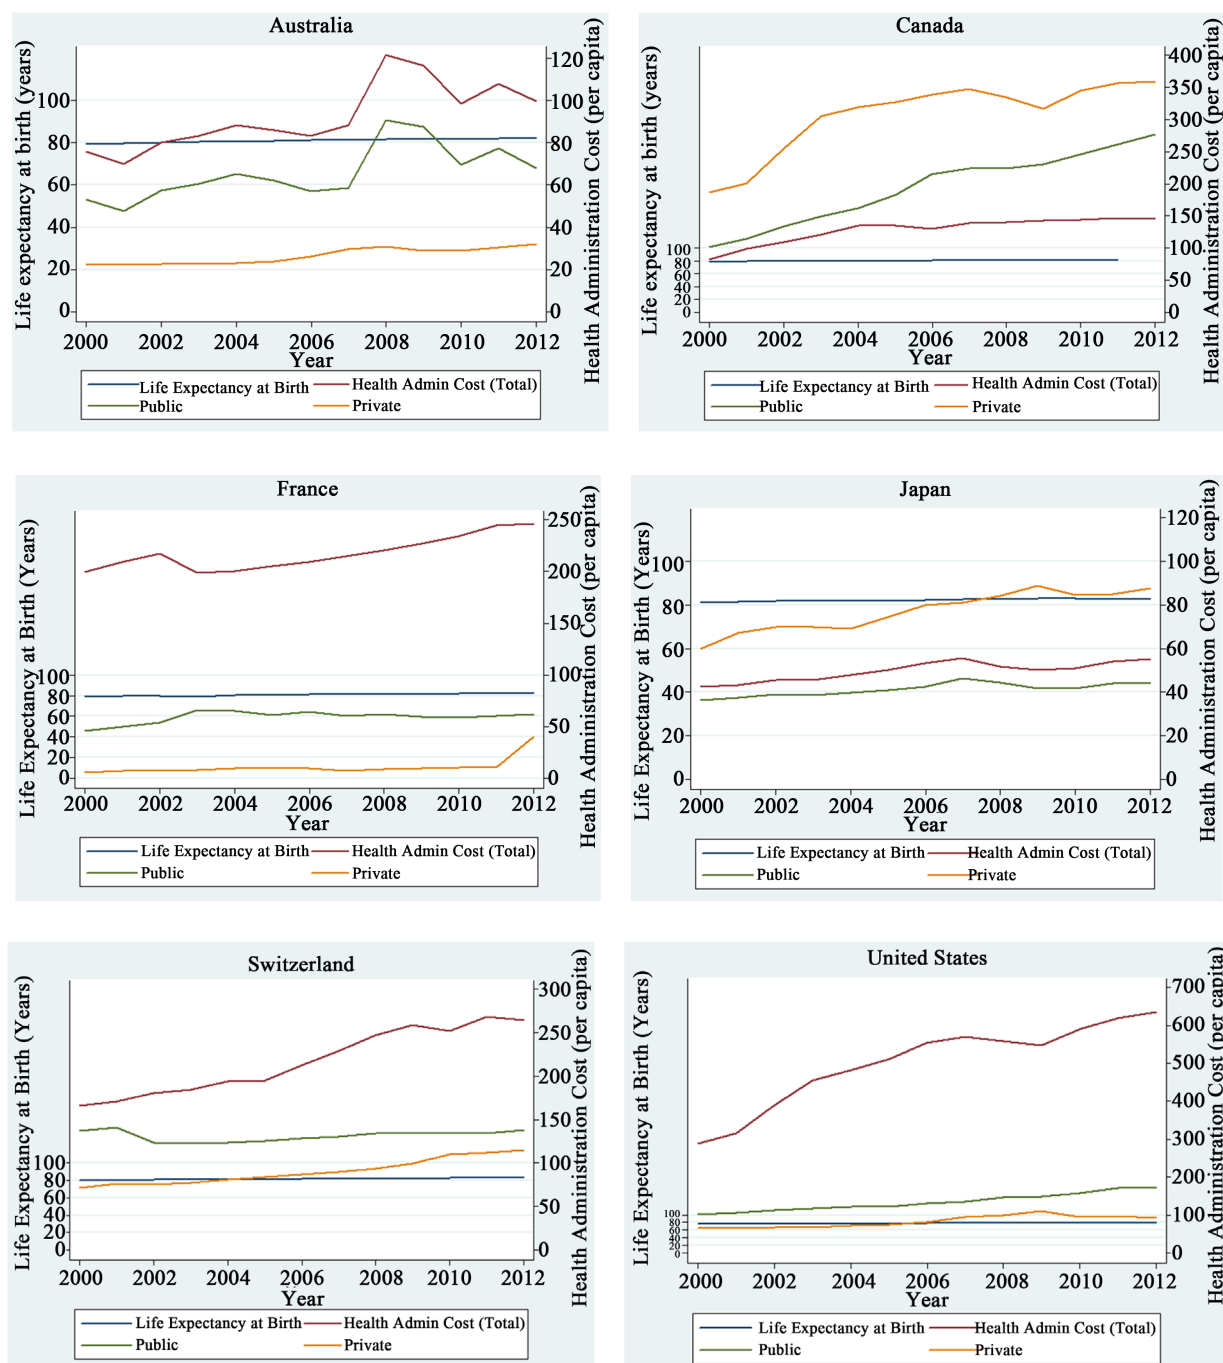 Australia
Life expectancy at birth (years)
100
80
60
40
20
0
120
100
80
60
40
20
0
Health Administration Cost (per capita)
2000 2002 2004 2006 2008 2010 2012
Year
Life Expectancy at Birth Health Admin Cost (Total)
Public Private
Canada
Life expectancy at birth (years)
100
80
60
40
20
0
400
350
300
250
200
150
100
50
0
Health Administration Cost (per capita)
2000 2002 2004 2006 2008 2010 2012
Year
Life Expectancy at Birth Health Admin Cost (Total)
Public Private
France
Life Expectancy at Birth (Years)
100
80
60
40
20
0
250
200
150
100
50
0
Health Administration Cost (per capita)
2000 2002 2004 2006 2008 2010 2012
Year
Life Expectancy at Birth Health Admin Cost (Total)
Public Private
Japan
Life Expectancy at Birth (Years)
100
80
60
40
20
0
120
100
80
60
40
20
0
Health Administration Cost (per capita)
2000 2002 2004 2006 2008 2010 2012
Year
Life Expectancy at Birth Health Admin Cost (Total)
Public Private
Switzerland
Life Expectancy at Birth (Years)
100
80
60
40
20
0
300
250
200
150
100
50
0
Health Administration Cost (per capita)
2000 2002 2004 2006 2008 2010 2012
Year
Life Expectancy at Birth Health Admin Cost (Total)
Public Private
United States
Life Expectancy at Birth (Years)
100
80
60
40
20
0
700
600
500
400
300
200
100
0
Health Administration Cost (per capita)
2000 2002 2004 2006 2008 2010 2012
Year
Life Expectancy at Birth Health Admin Cost (Total)
Public Private